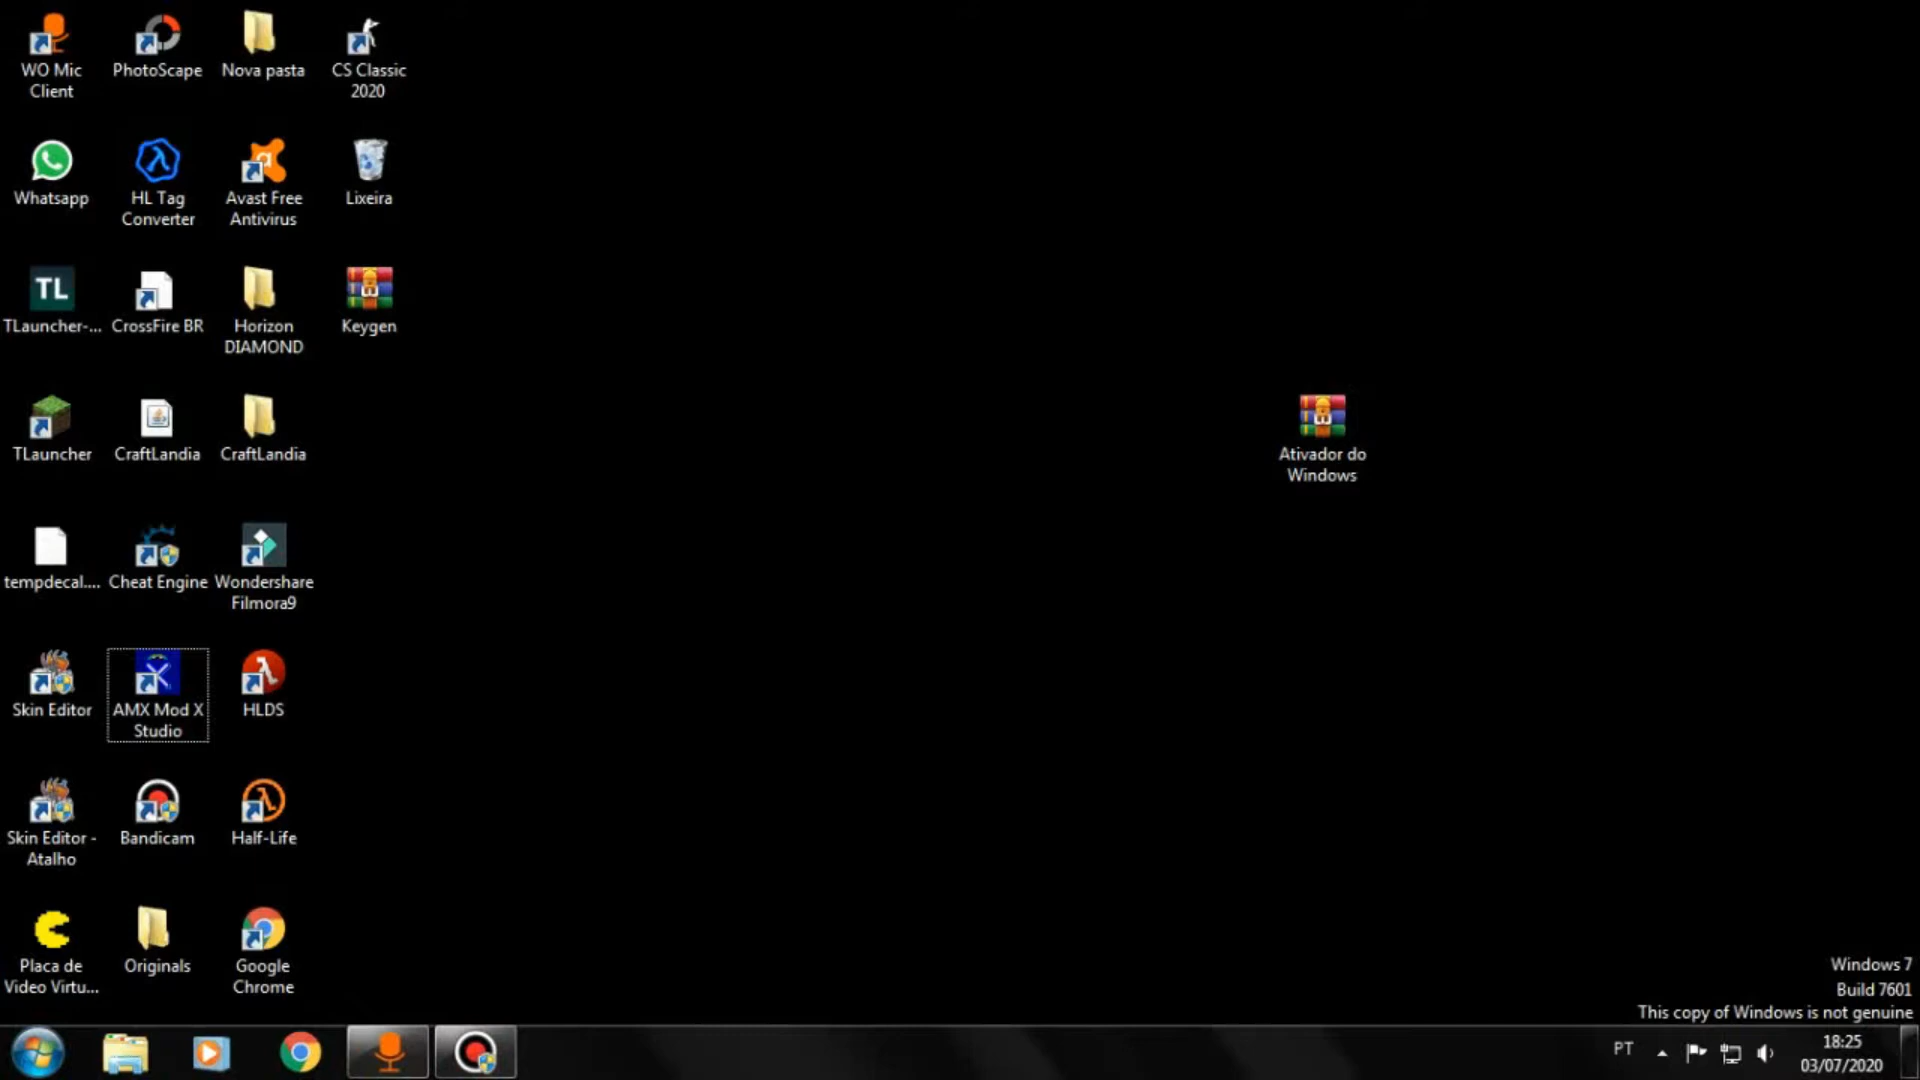 WO Mic
Client
PhotoScape
Nova pasta
CS Classic
2020
Whatsapp
HL Tag
Converter
Avast Free
Antivirus
Lixeira
TL
TLauncher-...
CrossFire BR
Horizon
DIAMOND
Keygen
TLauncher
CraftLandia
CraftLandia
Ativador do
Windows
tempdecal....
Cheat Engine
Wondershare
Filmora9
Skin Editor
AMX Mod X
Studio
HLDS
Skin Editor -
Atalho
Bandicam
Half-Life
Placa de
Video Virtu...
Originals
Google
Chrome
Windows 7
Build 7601
This copy of Windows is not genuine
PT
18:25
03/07/2020